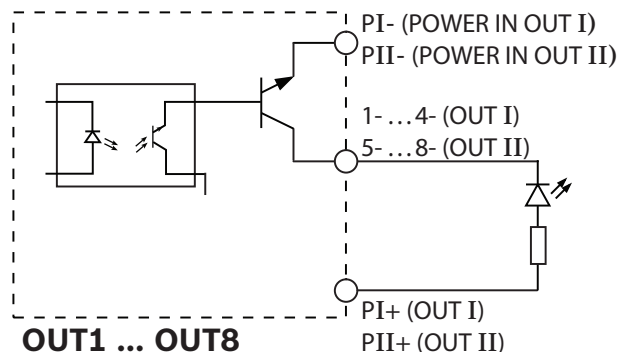 PI- (POWER IN OUT I)
PII- (POWER IN OUT II)
1- ...4- (OUT I)
5- ...8- (OUT II)
PI+ (OUT I)
PII+ (OUT II)
OUT1 ... OUT8